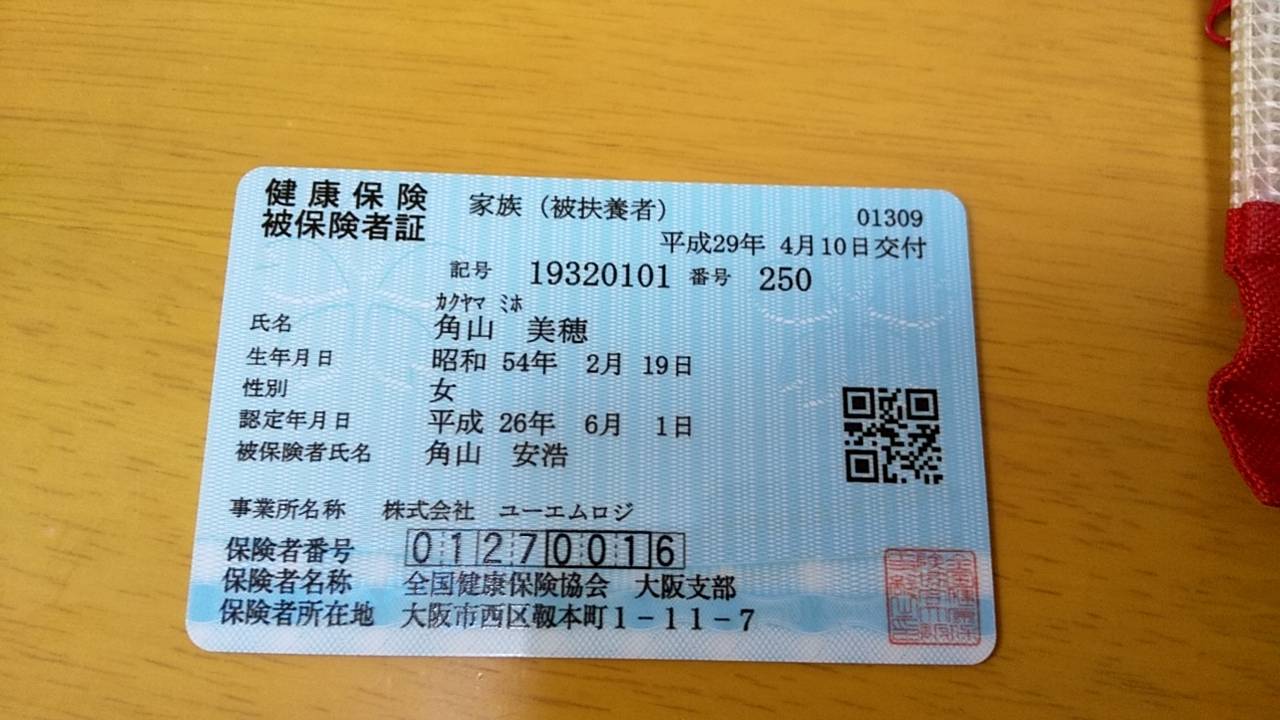 健康保険
被保険者証
家族（被扶養者）
01309
平成29年 4月10日交付
記号 19320101 番号 250
ｶｸﾔﾏ ﾐﾎ
氏名 角山 美穂
生年月日 昭和 54年 2月 19日
性別 女
認定年月日 平成 26年 6月 1日
被保険者氏名 角山 安浩
事業所名称 株式会社 ユーエムロジ
保険者番号 01270016
保険者名称 全国健康保険協会 大阪支部
保険者所在地 大阪市西区靱本町1－11－7